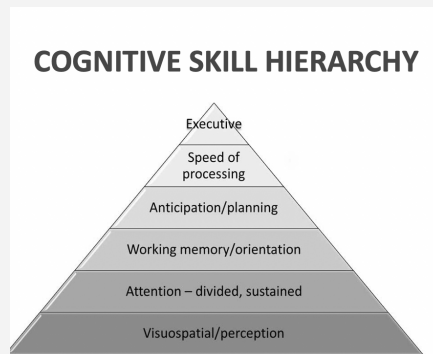 COGNITIVE SKILL HIERARCHY
Executive
Speed of
processing
Anticipation/planning
Working memory/orientation
Attention – divided, sustained
Visuospatial/perception